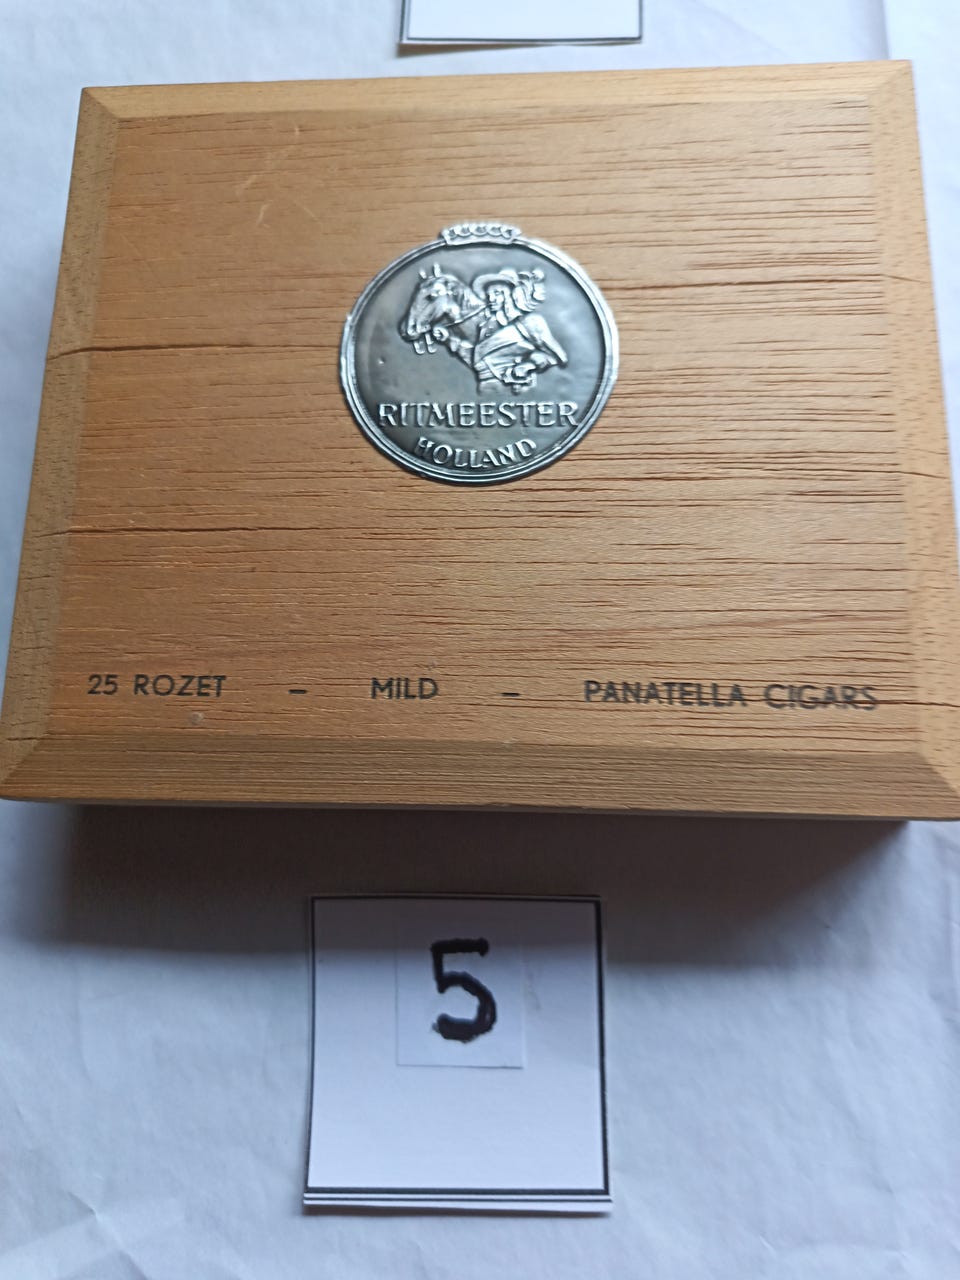 RITMEESTER
HOLLAND
25 ROZET – MILD – PANATELLA CIGARS
5